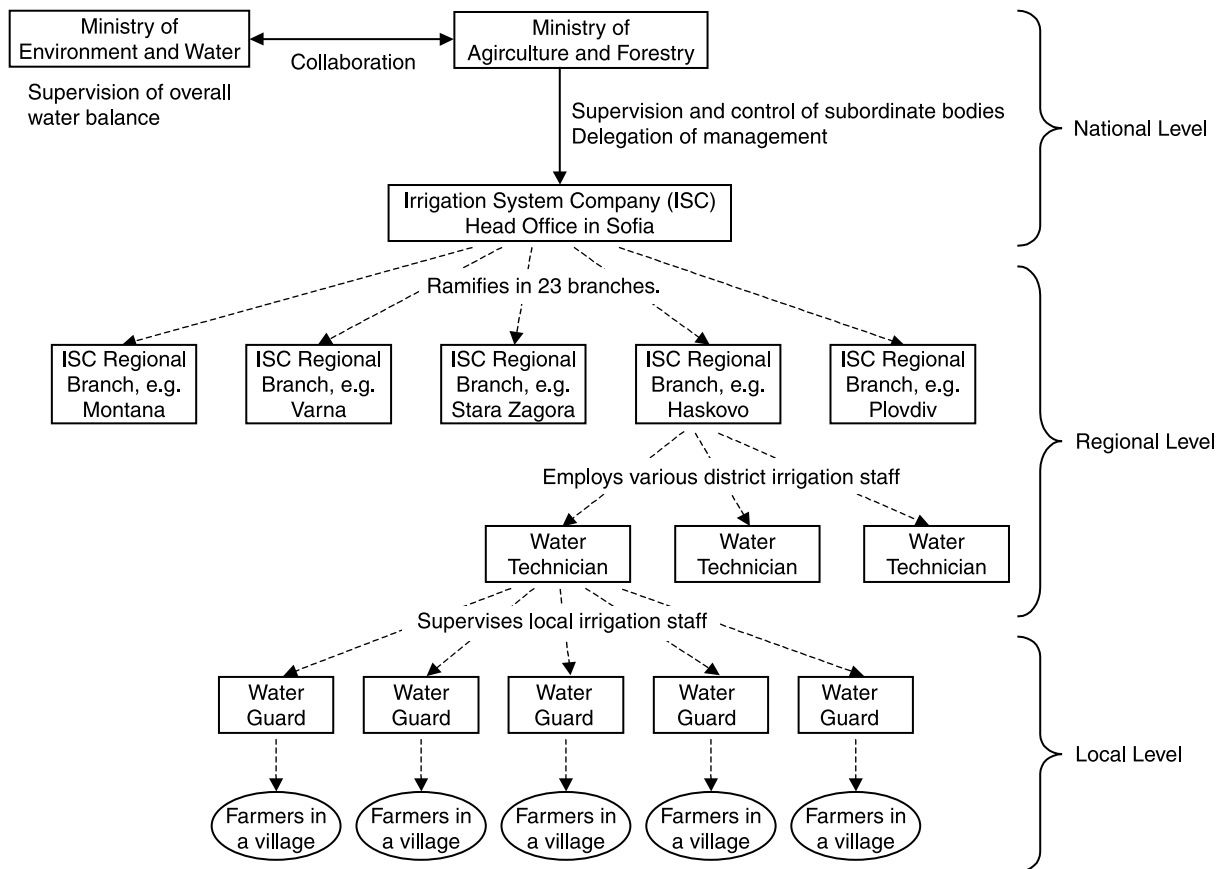 Ministry of
Environment and Water
Collaboration
Ministry of
Agirculture and Forestry
Supervision of overall
water balance
Supervision and control of subordinate bodies
Delegation of management
National Level
Irrigation System Company (ISC)
Head Office in Sofia
Ramifies in 23 branches.
ISC Regional
Branch, e.g.
Montana
ISC Regional
Branch, e.g.
Varna
ISC Regional
Branch, e.g.
Stara Zagora
ISC Regional
Branch, e.g.
Haskovo
ISC Regional
Branch, e.g.
Plovdiv
Regional Level
Employs various district irrigation staff
Water
Technician
Water
Technician
Water
Technician
Supervises local irrigation staff
Water
Guard
Water
Guard
Water
Guard
Water
Guard
Water
Guard
Local Level
Farmers in
a village
Farmers in
a village
Farmers in
a village
Farmers in
a village
Farmers in
a village